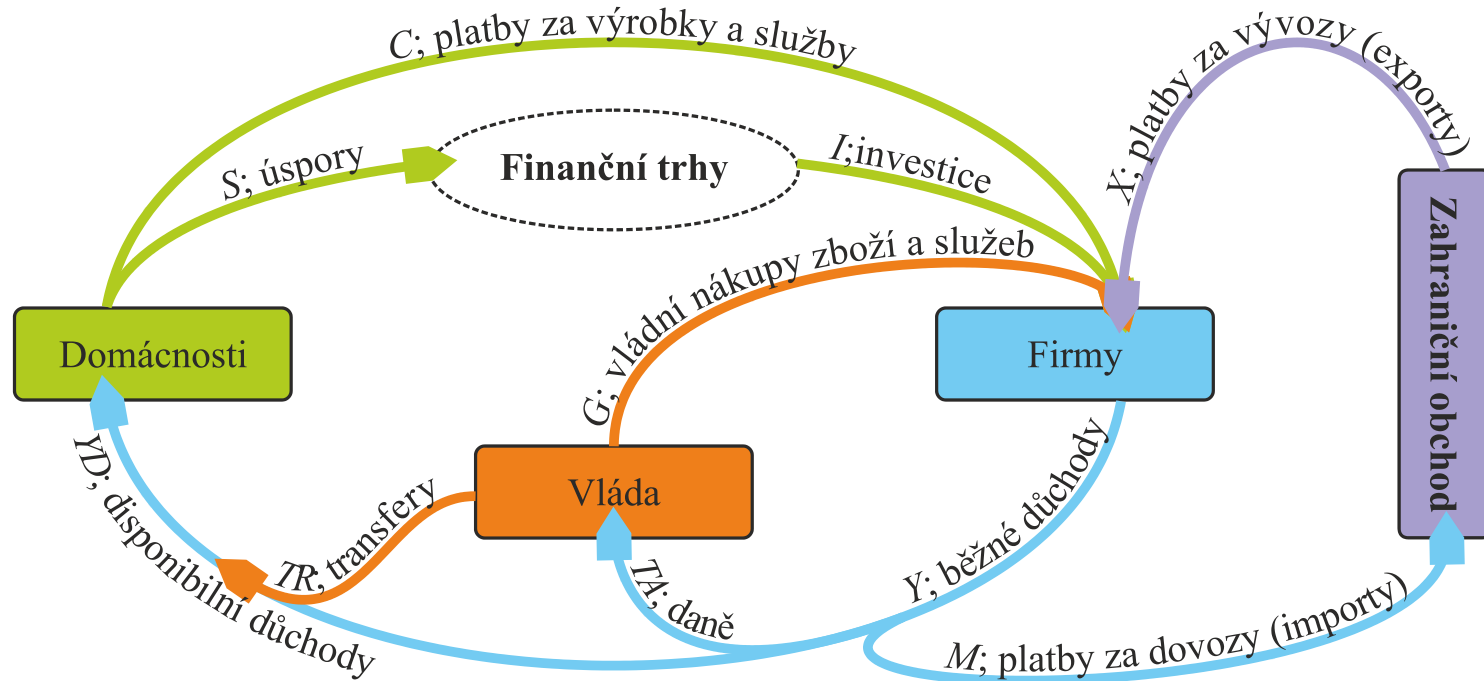 C; platby za výrobky a služby
X; platby za vývozy (exporty)
S; úspory
Finanční trhy
I;investice
G; vládní nákupy zboží a služeb
Domácnosti
Firmy
Zahraniční obchod
Vláda
YD; disponibilní důchody
TR; transfery
TA; daně
Y; běžné důchody
M; platby za dovozy (importy)